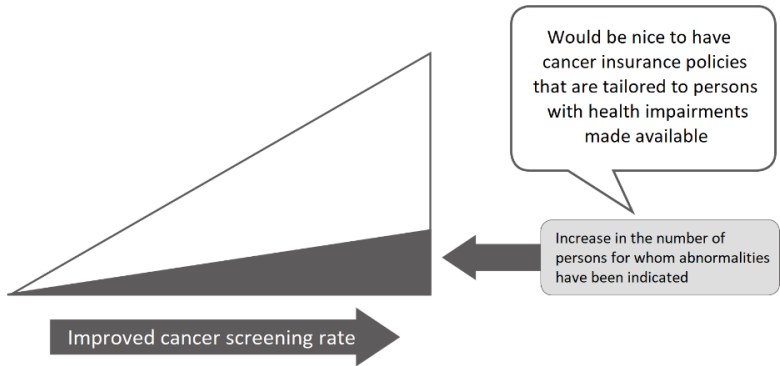 Would be nice to have
cancer insurance policies
that are tailored to persons
with health impairments
made available
Increase in the number of
persons for whom abnormalities
have been indicated
Improved cancer screening rate